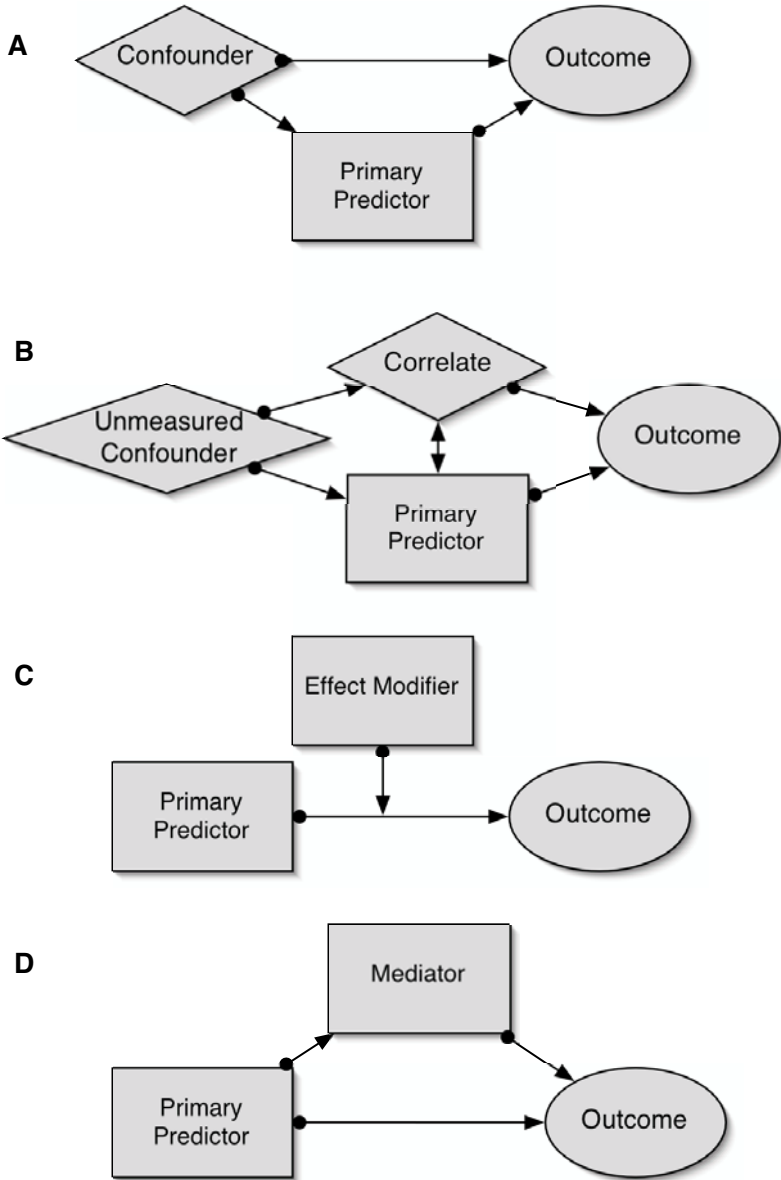 A
Confounder
Outcome
Primary
Predictor
B
Correlate
Unmeasured
Confounder
Outcome
Primary
Predictor
C
Effect Modifier
Primary
Predictor
Outcome
D
Mediator
Primary
Predictor
Outcome